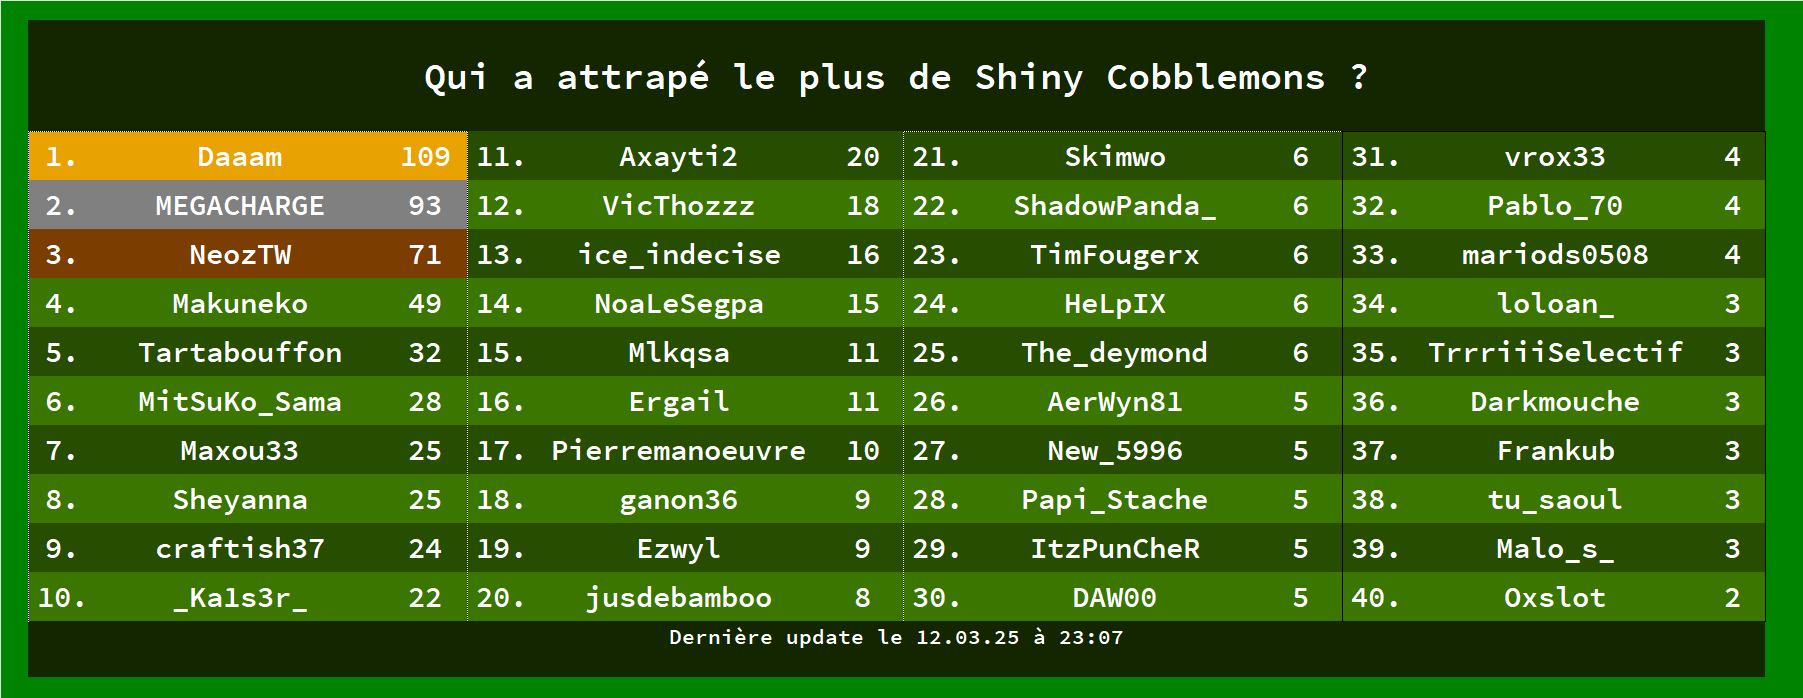 Qui a attrapé le plus de Shiny Cobblemons ?
1. Daaam 109
2. MEGACHARGE 93
3. NeozTW 71
4. Makuneko 49
5. Tartabouffon 32
6. MitSuKo_Sama 28
7. Maxou33 25
8. Sheyanna 25
9. craftish37 24
10. _Ka1s3r_ 22
11. Axayti2 20
12. VicThozzz 18
13. ice_indecise 16
14. NoaLeSegpa 15
15. Mlkqsa 11
16. Ergail 11
17. Pierremanoeuvre 10
18. ganon36 9
19. Ezwyl 9
20. jusdebamboo 8
21. Skimwo 6
22. ShadowPanda_ 6
23. TimFougerx 6
24. HeLpIX 6
25. The_deymond 6
26. AerWyn81 5
27. New_5996 5
28. Papi_Stache 5
29. ItzPunCheR 5
30. DAW00 5
31. vrox33 4
32. Pablo_70 4
33. mariods0508 4
34. loloan_ 3
35. TrrriiiSelectif 3
36. Darkmouche 3
37. Frankub 3
38. tu_saoul 3
39. Malo_s_ 3
40. Oxslot 2
Dernière update le 12.03.25 à 23:07